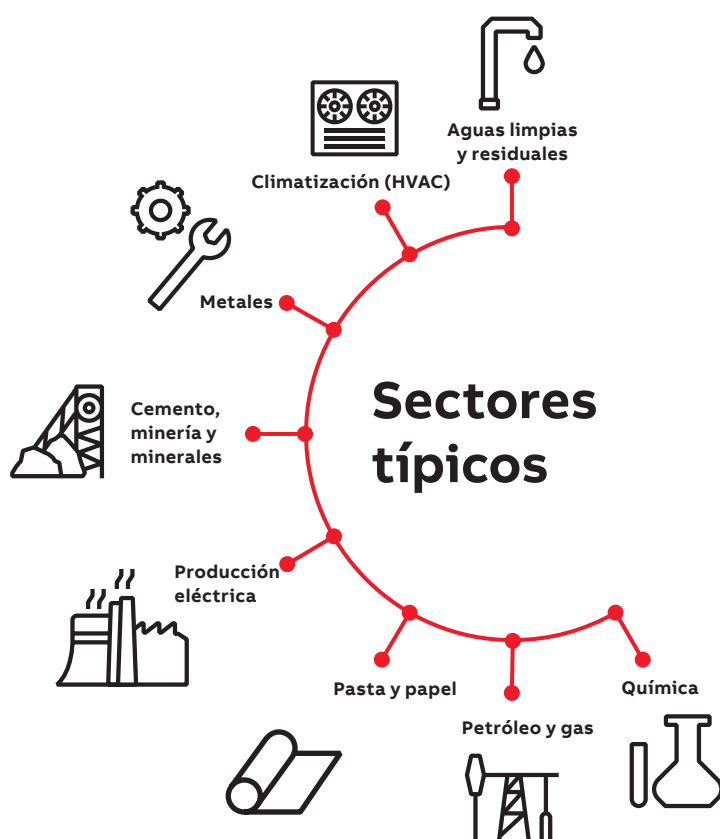 Aguas limpias
y residuales
Climatización (HVAC)
Metales
Sectores
típicos
Cemento,
minería y
minerales
Producción
eléctrica
Pasta y papel
Química
Petróleo y gas